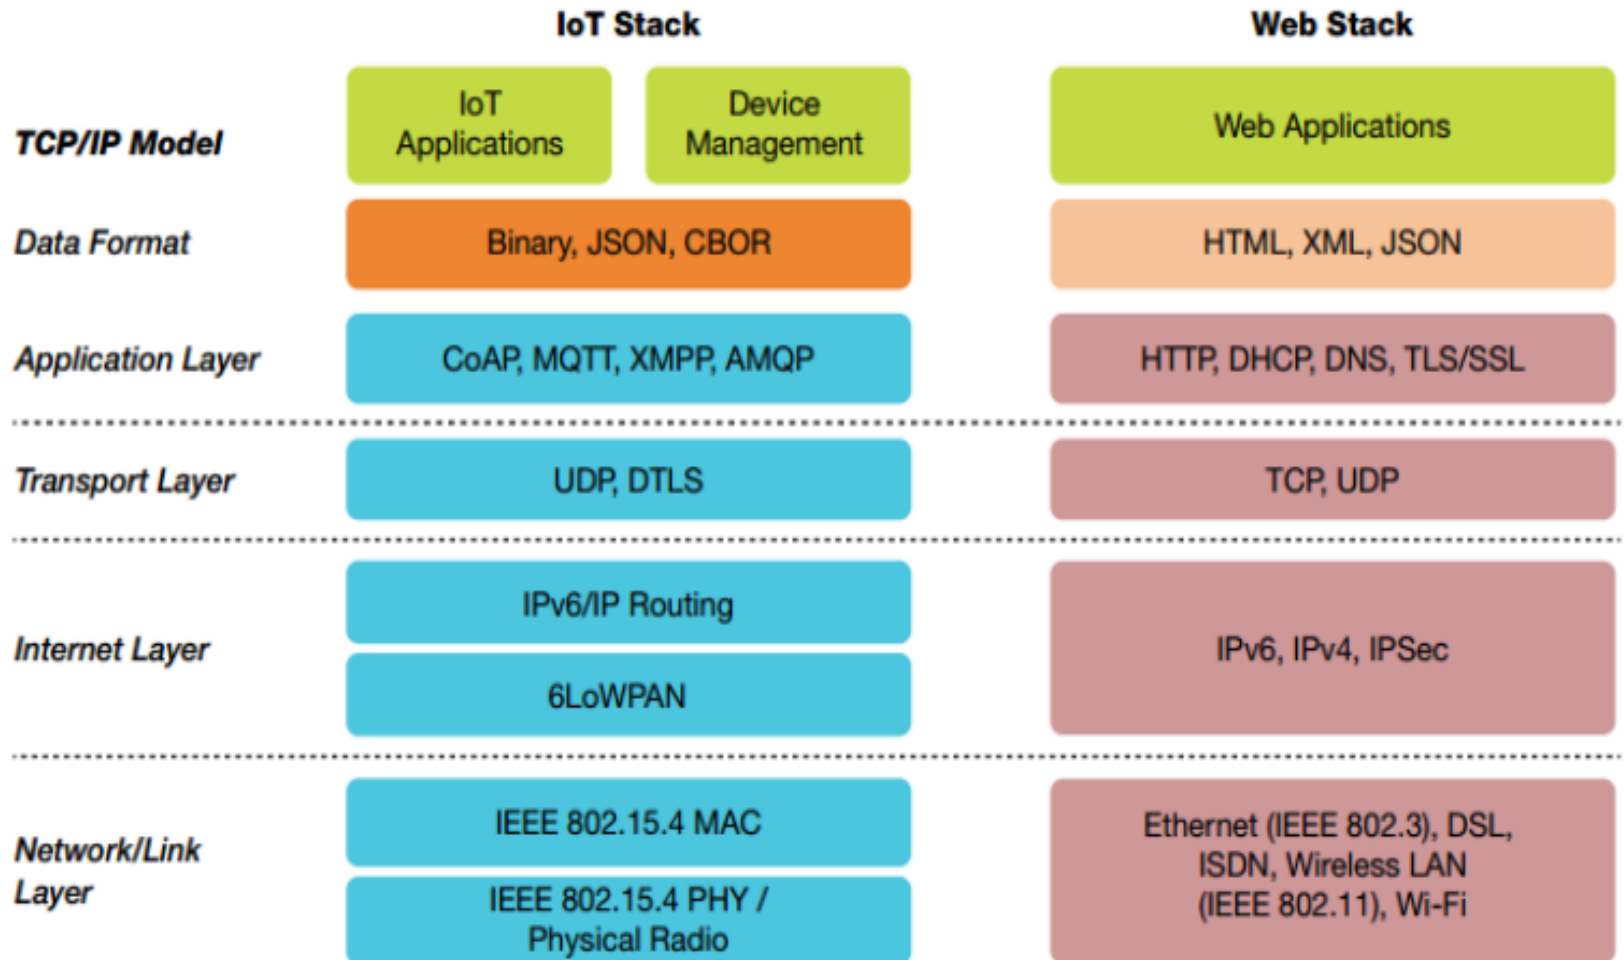 IoT Stack
Web Stack
TCP/IP Model
IoT
Applications
Device
Management
Web Applications
Data Format
Binary, JSON, CBOR
HTML, XML, JSON
Application Layer
CoAP, MQTT, XMPP, AMQP
HTTP, DHCP, DNS, TLS/SSL
Transport Layer
UDP, DTLS
TCP, UDP
Internet Layer
IPv6/IP Routing
6LoWPAN
IPv6, IPv4, IPSec
Network/Link
Layer
IEEE 802.15.4 MAC
IEEE 802.15.4 PHY /
Physical Radio
Ethernet (IEEE 802.3), DSL,
ISDN, Wireless LAN
(IEEE 802.11), Wi-Fi